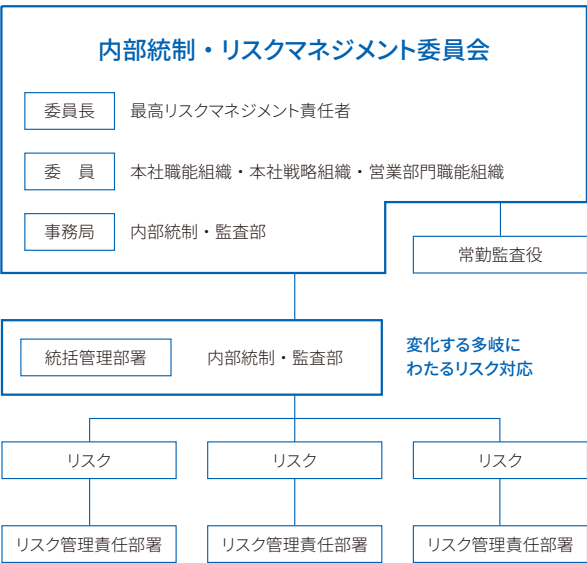 内部統制・リスクマネジメント委員会
委員長 最高リスクマネジメント責任者
委　員 本社職能組織・本社戦略組織・営業部門職能組織
事務局 内部統制・監査部
常勤監査役
統括管理部署 内部統制・監査部
変化する多岐に
わたるリスク対応
リスク リスク リスク
リスク管理責任部署 リスク管理責任部署 リスク管理責任部署